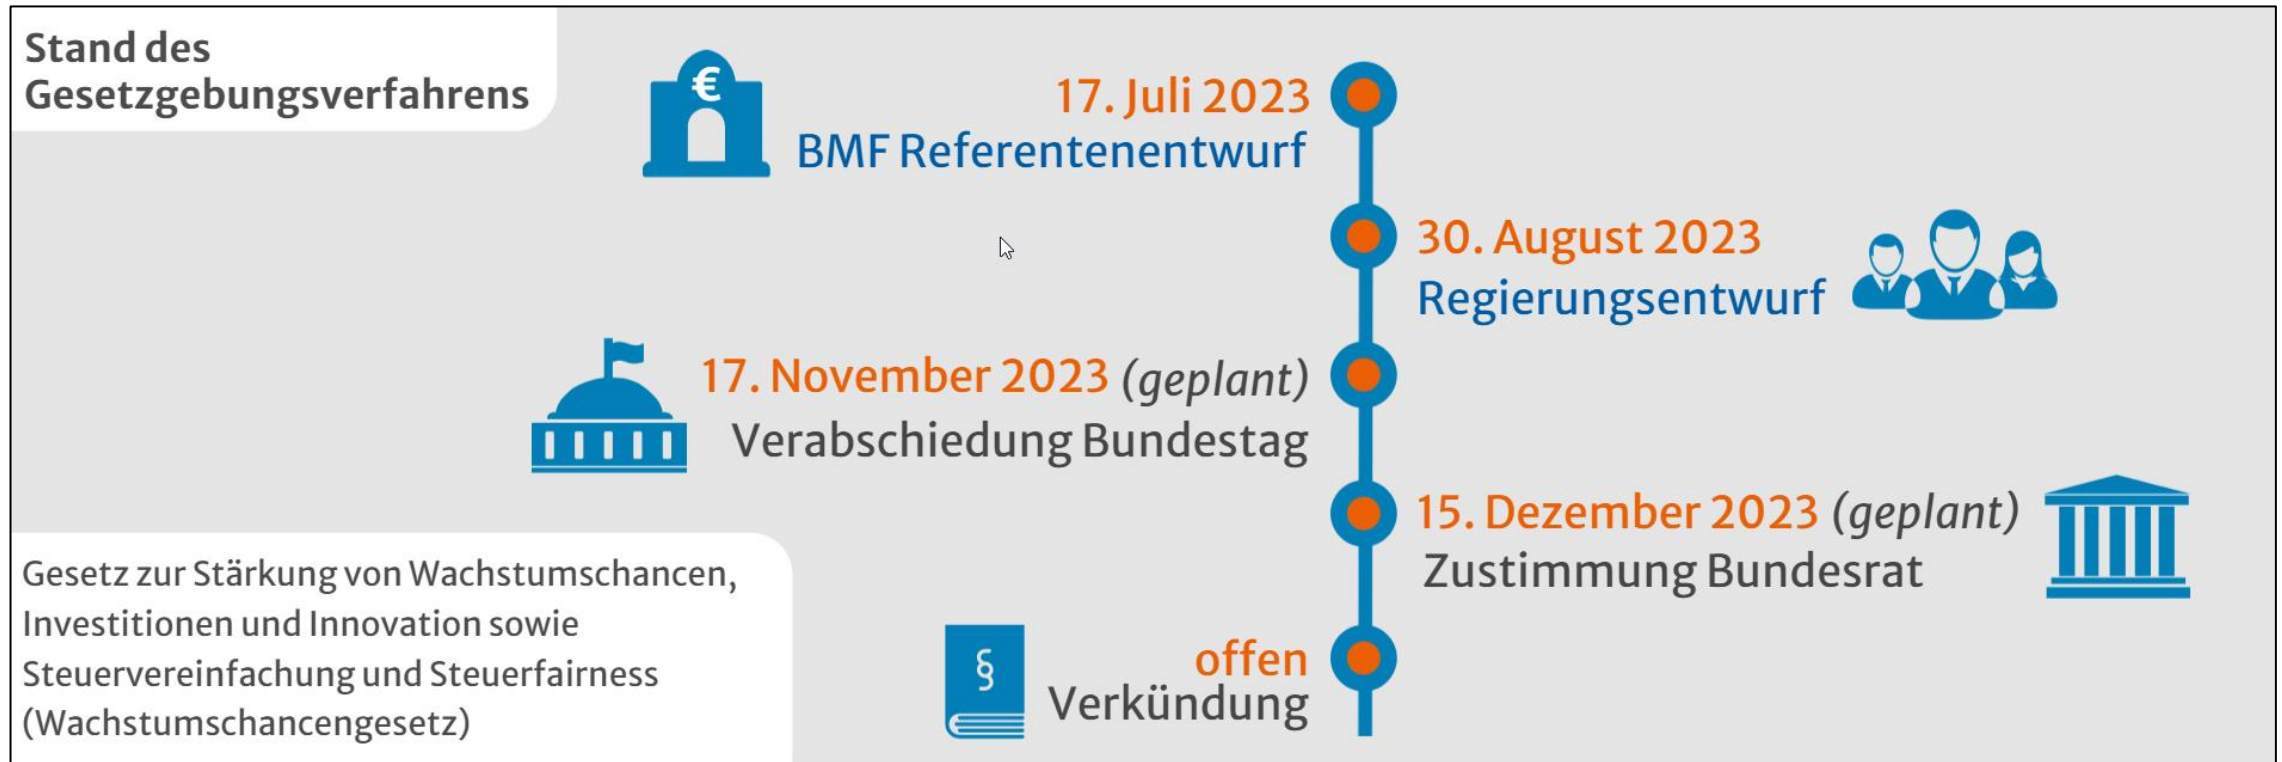 Stand des
Gesetzgebungsverfahrens
€
17. Juli 2023
BMF Referentenentwurf
30. August 2023
Regierungsentwurf
17. November 2023 (geplant)
Verabschiedung Bundestag
15. Dezember 2023 (geplant)
Zustimmung Bundesrat
§
offen
Verkündung
Gesetz zur Stärkung von Wachstumschancen,
Investitionen und Innovation sowie
Steuervereinfachung und Steuerfairness
(Wachstumschancengesetz)